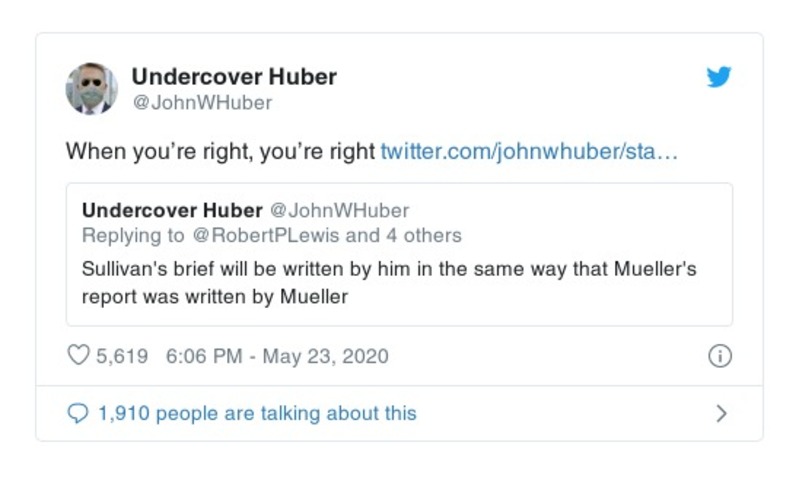 Undercover Huber
@JohnWHuber
When you’re right, you’re right twitter.com/johnwhuber/sta…
Undercover Huber @JohnWHuber
Replying to @RobertPLewis and 4 others
Sullivan's brief will be written by him in the same way that Mueller's
report was written by Mueller
5,619 6:06 PM - May 23, 2020
1,910 people are talking about this